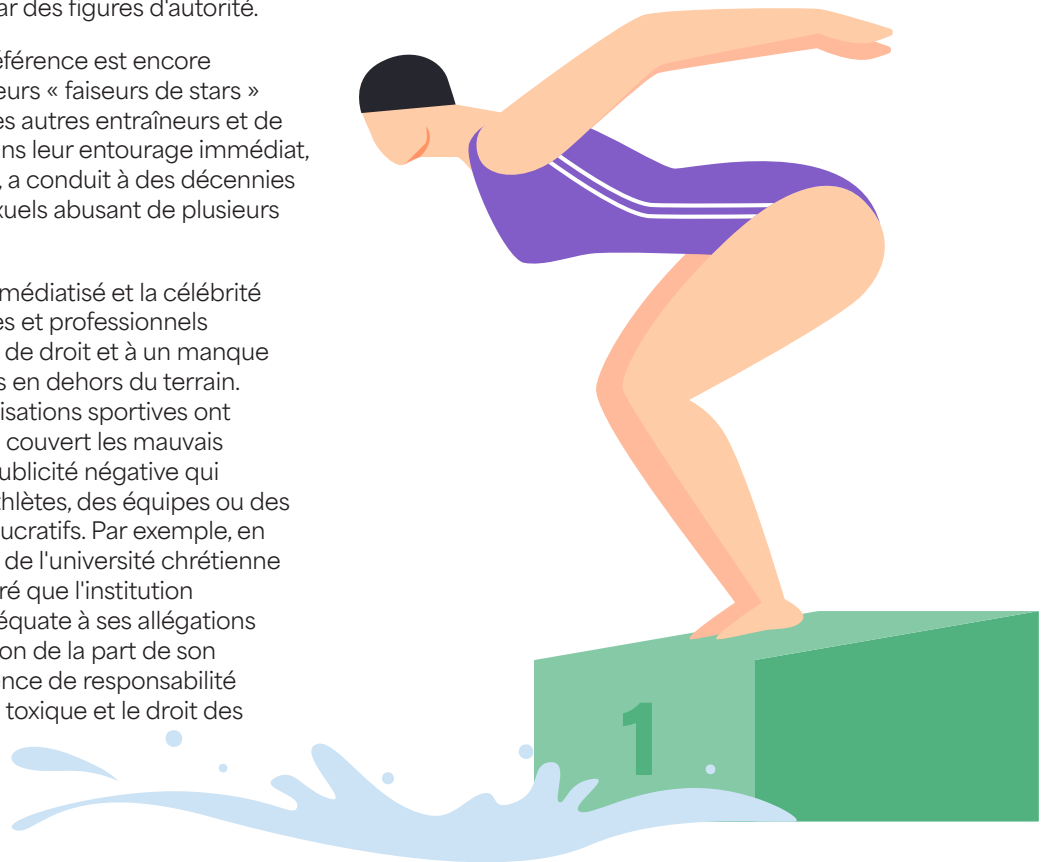 ar des figures d'autorité.
éférence est encore
eurs « faiseurs de stars »
es autres entraîneurs et de
ns leur entourage immédiat,
, a conduit à des décennies
xuels abusant de plusieurs
médiatisé et la célébrité
es et professionnels
de droit et à un manque
s en dehors du terrain.
isations sportives ont
couvert les mauvais
ublicité négative qui
thlètes, des équipes ou des
ucratifs. Par exemple, en
de l'université chrétienne
ré que l'institution
équate à ses allégations
on de la part de son
nce de responsabilité
toxique et le droit des
1